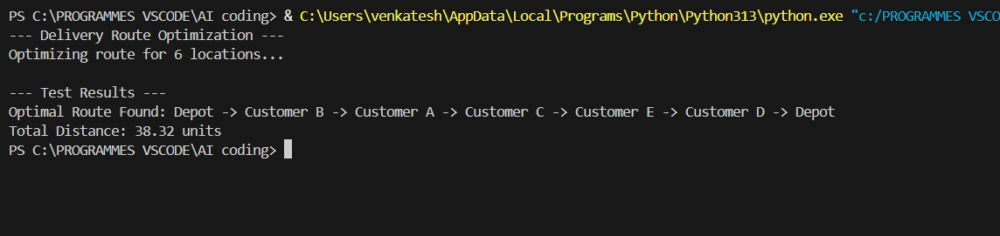 PS C:\PROGRAMMES VSCODE\AI coding> & C:\Users\venkatesh\AppData\Local\Programs\Python\Python313\python.exe "c:/PROGRAMMES VSCO
--- Delivery Route Optimization ---
Optimizing route for 6 locations...
--- Test Results ---
Optimal Route Found: Depot -> Customer B -> Customer A -> Customer C -> Customer E -> Customer D -> Depot
Total Distance: 38.32 units
PS C:\PROGRAMMES VSCODE\AI coding>